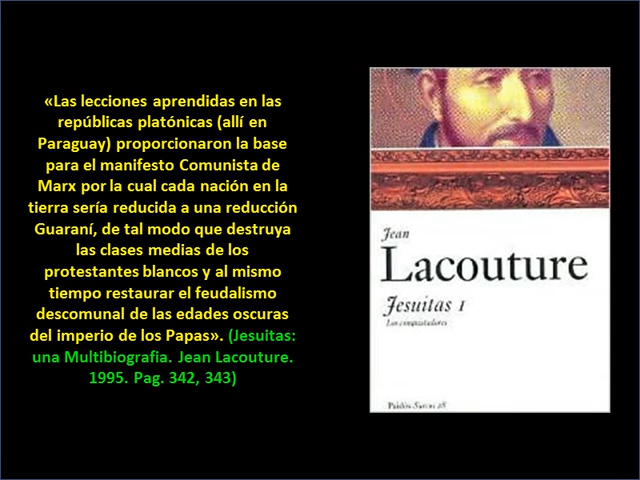 «Las lecciones aprendidas en las
repúblicas platónicas (allí en
Paraguay) proporcionaron la base
para el manifesto Comunista de
Marx por la cual cada nación en la
tierra sería reducida a una reducción
Guaraní, de tal modo que destruya
las clases medias de los
protestantes blancos y al mismo
tiempo restaurar el feudalismo
descomunal de las edades oscuras
del imperio de los Papas». (Jesuitas:
una Multibiografia. Jean Lacouture.
1995. Pag. 342, 343)
Jean
Lacouture
Jesuitas I
Los conquistadores
Paidós Surcos 28